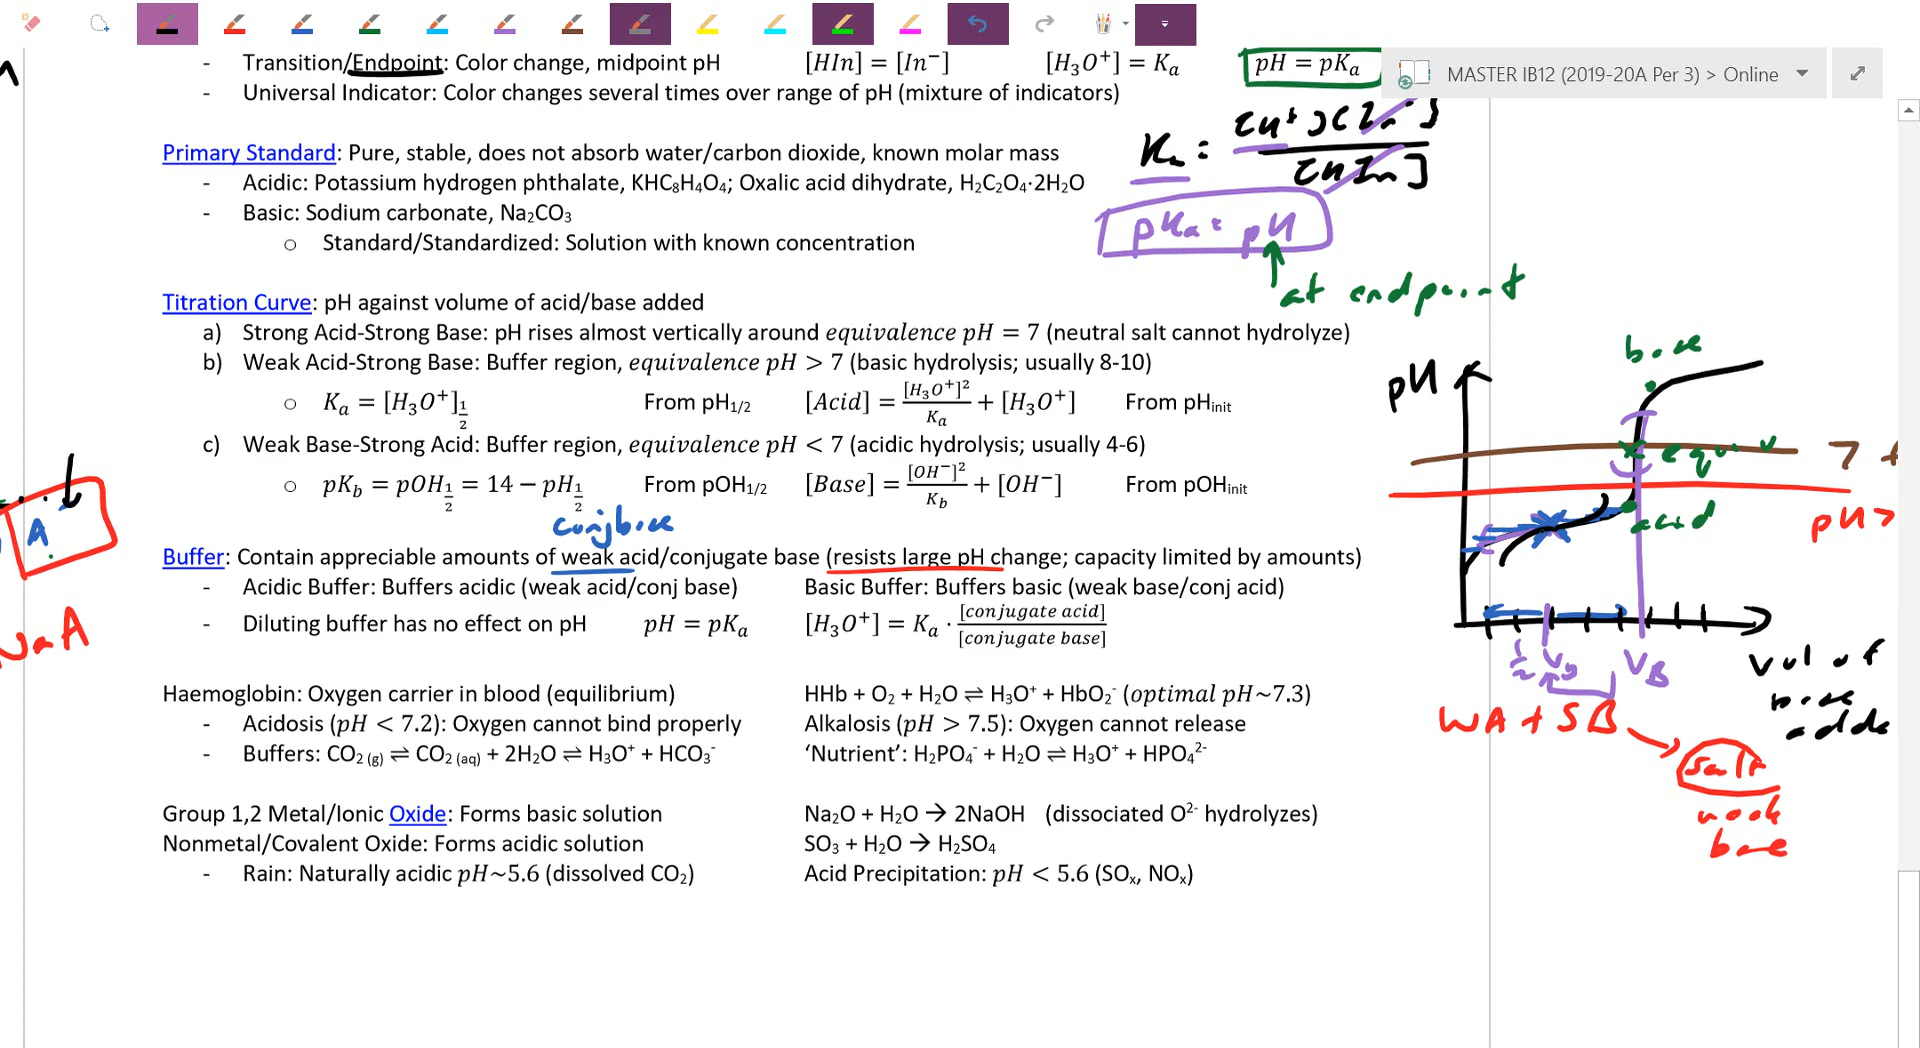 MASTER IB12 (2019-20A Per 3) > Online
- Transition/Endpoint: Color change, midpoint pH [HIn] = [In⁻] [H₃O⁺] = Kₐ pH = pKₐ
- Universal Indicator: Color changes several times over range of pH (mixture of indicators)
Kₐ = [H⁺][In⁻] / [HIn]
Primary Standard: Pure, stable, does not absorb water/carbon dioxide, known molar mass
- Acidic: Potassium hydrogen phthalate, KHC₈H₄O₄; Oxalic acid dihydrate, H₂C₂O₄·2H₂O
- Basic: Sodium carbonate, Na₂CO₃
pKa = pH
o Standard/Standardized: Solution with known concentration
at endpoint
Titration Curve: pH against volume of acid/base added
a) Strong Acid-Strong Base: pH rises almost vertically around equivalence pH = 7 (neutral salt cannot hydrolyze)
b) Weak Acid-Strong Base: Buffer region, equivalence pH > 7 (basic hydrolysis; usually 8-10)
o Kₐ = [H₃O⁺]½ From pH₁/₂ [Acid] = [H₃O⁺]²/Kₐ + [H₃O⁺] From pHinit
c) Weak Base-Strong Acid: Buffer region, equivalence pH < 7 (acidic hydrolysis; usually 4-6)
o pK_b = pOH½ = 14 − pH½ From pOH₁/₂ [Base] = [OH⁻]²/K_b + [OH⁻] From pOHinit
conj base
Buffer: Contain appreciable amounts of weak acid/conjugate base (resists large pH change; capacity limited by amounts)
- Acidic Buffer: Buffers acidic (weak acid/conj base) Basic Buffer: Buffers basic (weak base/conj acid)
- Diluting buffer has no effect on pH pH = pKₐ [H₃O⁺] = Kₐ · [conjugate acid]/[conjugate base]
Haemoglobin: Oxygen carrier in blood (equilibrium) HHb + O₂ + H₂O ⇌ H₃O⁺ + HbO₂⁻ (optimal pH~7.3)
- Acidosis (pH < 7.2): Oxygen cannot bind properly Alkalosis (pH > 7.5): Oxygen cannot release
- Buffers: CO₂ (g) ⇌ CO₂ (aq) + 2H₂O ⇌ H₃O⁺ + HCO₃⁻ 'Nutrient': H₂PO₄⁻ + H₂O ⇌ H₃O⁺ + HPO₄²⁻
Group 1,2 Metal/Ionic Oxide: Forms basic solution Na₂O + H₂O → 2NaOH (dissociated O²⁻ hydrolyzes)
Nonmetal/Covalent Oxide: Forms acidic solution SO₃ + H₂O → H₂SO₄
- Rain: Naturally acidic pH~5.6 (dissolved CO₂) Acid Precipitation: pH < 5.6 (SOₓ, NOₓ)
A⁻
NaA
pH
base
equiv
7
acid
pH >
½ V_B
V_B
vol of
base
added
WA + SB
salt
weak
base